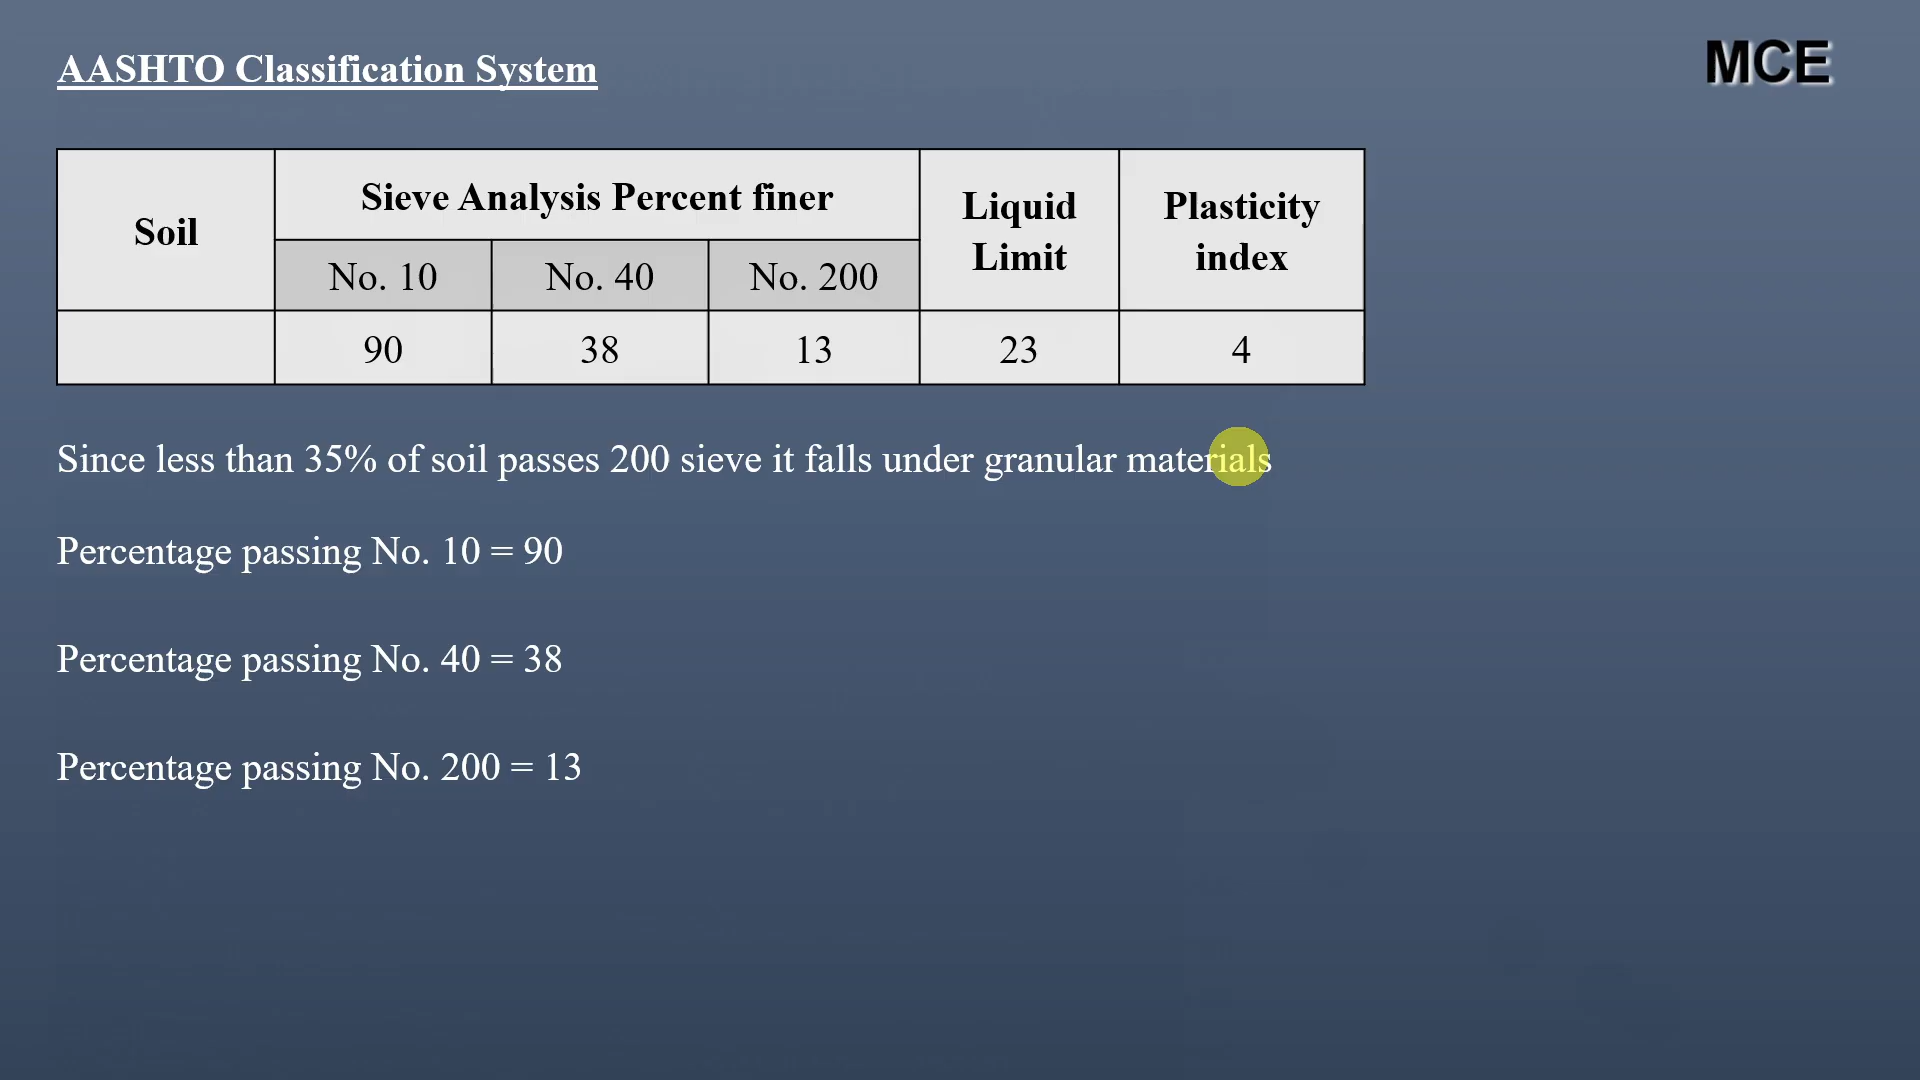 AASHTO Classification System
MCE
Soil
Sieve Analysis Percent finer
Liquid
Limit
Plasticity
index
No. 10
No. 40
No. 200
90
38
13
23
4
Since less than 35% of soil passes 200 sieve it falls under granular materials
Percentage passing No. 10 = 90
Percentage passing No. 40 = 38
Percentage passing No. 200 = 13